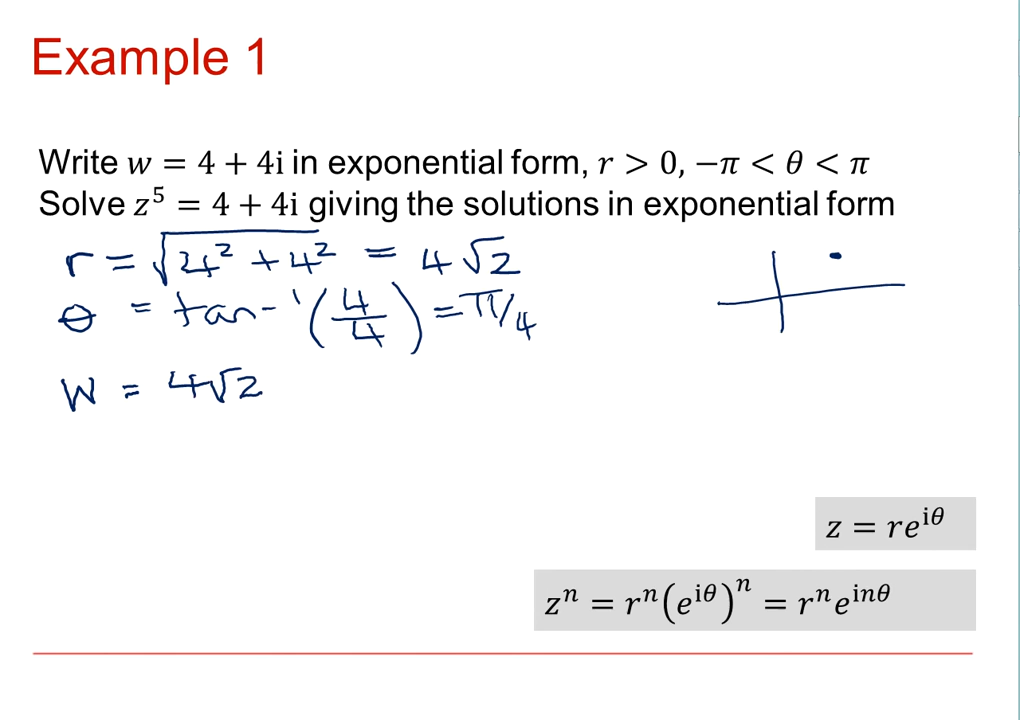 Example 1
Write w = 4 + 4i in exponential form, r > 0, −π < θ < π
Solve z⁵ = 4 + 4i giving the solutions in exponential form
r = √(4² + 4²) = 4√2
θ = tan⁻¹(4/4) = π/4
W = 4√2
z = re^{iθ}
zⁿ = rⁿ(e^{iθ})ⁿ = rⁿe^{inθ}